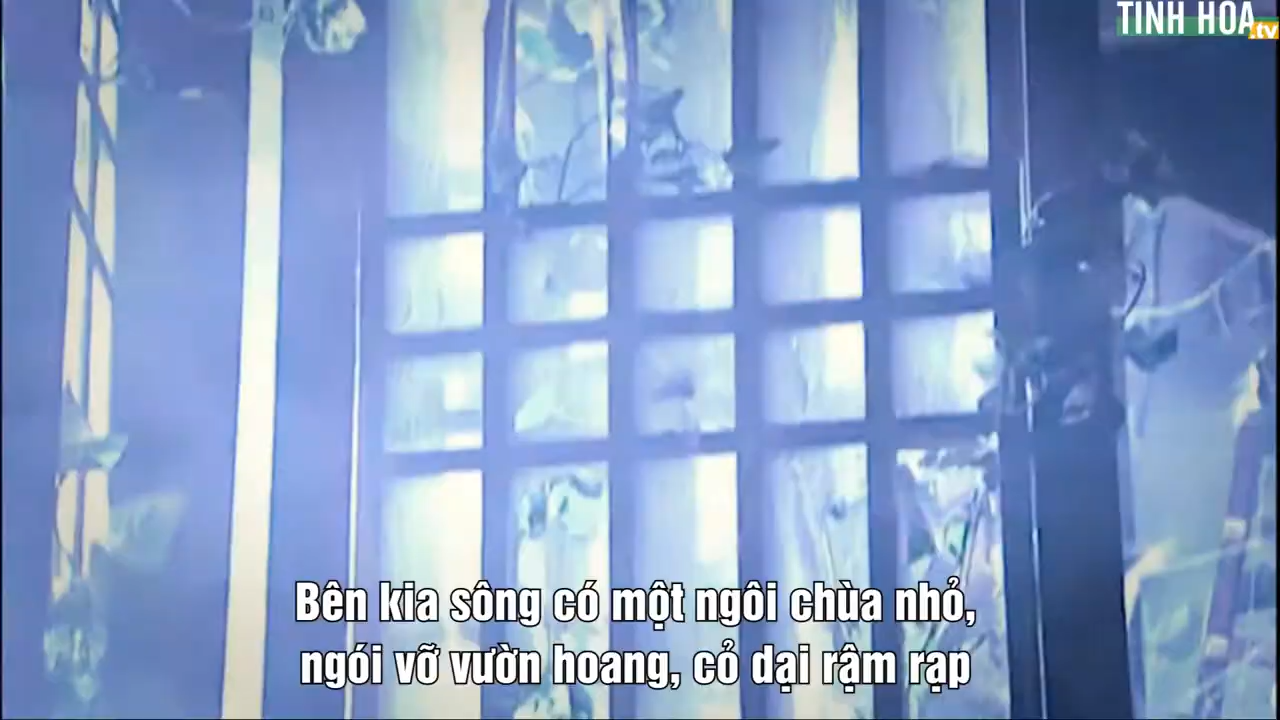 TINH HOA
.tv
Bên kia sông có một ngôi chùa nhỏ,
ngói vỡ vườn hoang, cỏ dại rậm rạp